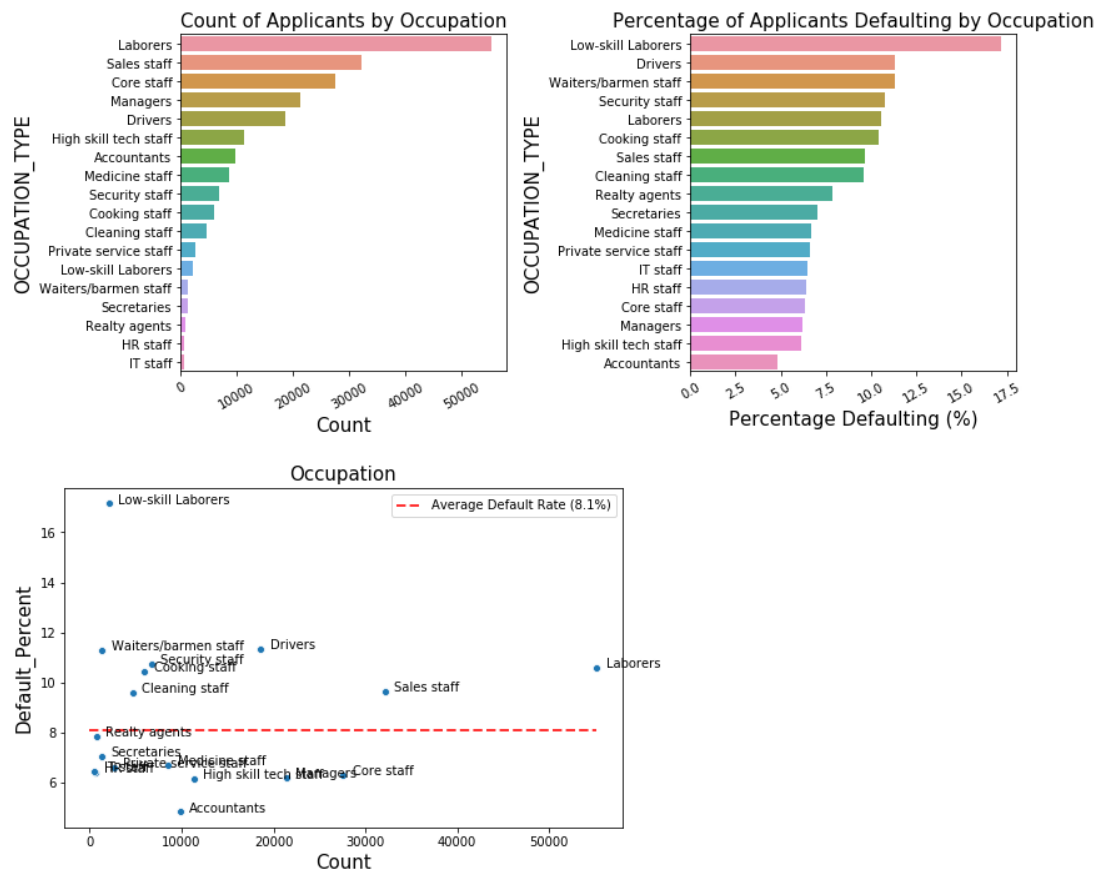 Count of Applicants by Occupation
OCCUPATION_TYPE
Laborers
Sales staff
Core staff
Managers
Drivers
High skill tech staff
Accountants
Medicine staff
Security staff
Cooking staff
Cleaning staff
Private service staff
Low-skill Laborers
Waiters/barmen staff
Secretaries
Realty agents
HR staff
IT staff
0 10000 20000 30000 40000 50000
Count
Percentage of Applicants Defaulting by Occupation
OCCUPATION_TYPE
Low-skill Laborers
Drivers
Waiters/barmen staff
Security staff
Laborers
Cooking staff
Sales staff
Cleaning staff
Realty agents
Secretaries
Medicine staff
Private service staff
IT staff
HR staff
Core staff
Managers
High skill tech staff
Accountants
0.0 2.5 5.0 7.5 10.0 12.5 15.0 17.5
Percentage Defaulting (%)
Occupation
Average Default Rate (8.1%)
Default_Percent
16
14
12
10
8
6
Low-skill Laborers
Waiters/barmen staff
Drivers
Security staff
Cooking staff
Laborers
Cleaning staff
Sales staff
Realty agents
Secretaries
Private service staff
Medicine staff
IT staff
HR staff
High skill tech staff
Managers
Core staff
Accountants
0 10000 20000 30000 40000 50000
Count